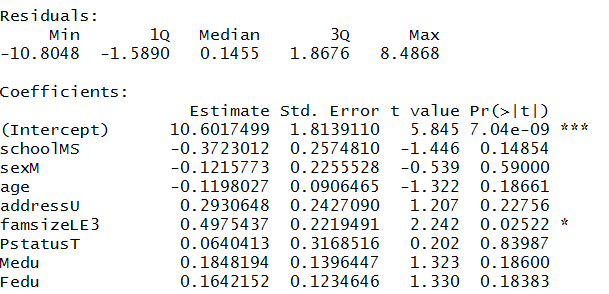 Residuals:
     Min       1Q   Median       3Q      Max
-10.8048  -1.5890   0.1455   1.8676   8.4868
Coefficients:
                   Estimate Std. Error t value Pr(>|t|)
(Intercept)      10.6017499  1.8139110   5.845 7.04e-09 ***
schoolMS         -0.3723012  0.2574810  -1.446  0.14854
sexM             -0.1215773  0.2255528  -0.539  0.59000
age              -0.1198027  0.0906465  -1.322  0.18661
addressU          0.2930648  0.2427090   1.207  0.22756
famsizeLE3        0.4975437  0.2219491   2.242  0.02522 *
PstatusT          0.0640413  0.3168516   0.202  0.83987
Medu              0.1848194  0.1396447   1.323  0.18600
Fedu              0.1642152  0.1234646   1.330  0.18383